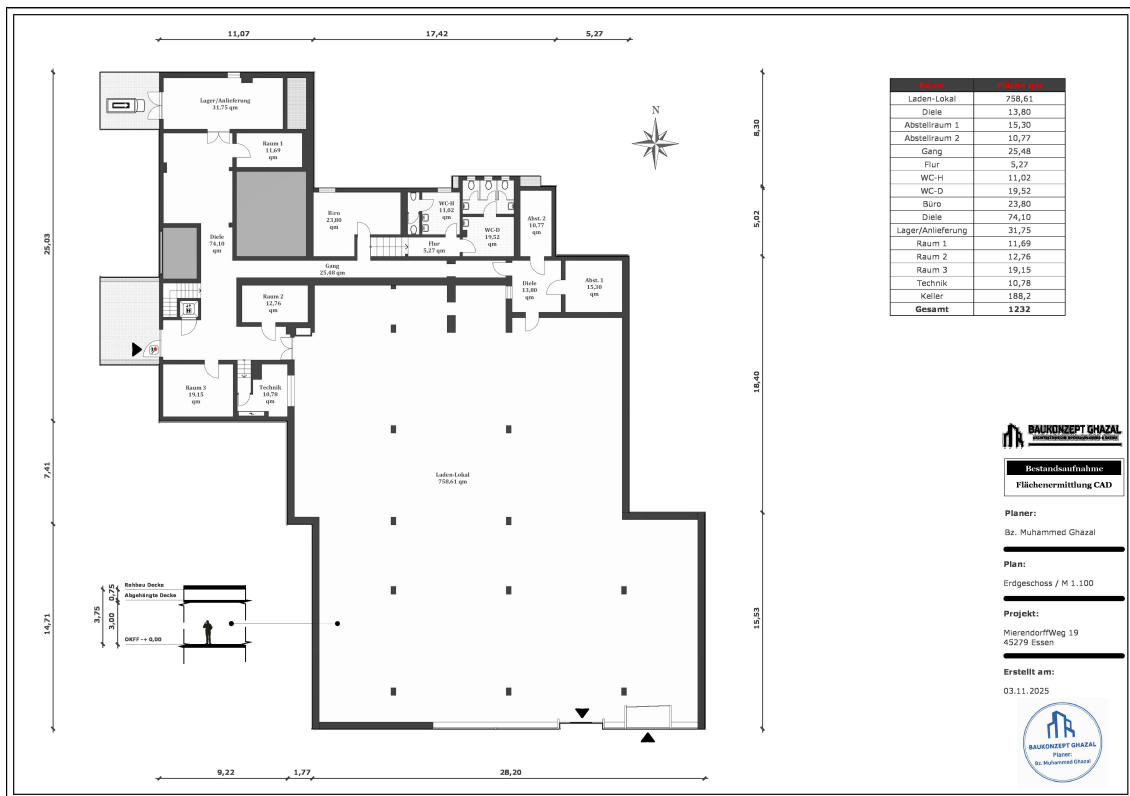 11,07
17,42
5,27
25,03
7,41
14,71
8,30
5,02
18,40
15,53
9,22
1,77
28,20
N
Lager/Anlieferung
31,75 qm
Raum 1
11,69
qm
Büro
23,80
qm
WC-H
11,02
qm
WC-D
19,52
qm
Abst. 2
10,77
qm
Diele
74,10
qm
Flur
5,27 qm
Gang
25,48 qm
Diele
13,80
qm
Abst. 1
15,30
qm
Raum 2
12,76
qm
Raum 3
19,15
qm
Technik
10,78
qm
Laden-Lokal
758,61 qm
Rohbau Decke
Abgehängte Decke
OKFF -+ 0,00
3,75
0,75
3,00
Laden-Lokal 758,61
Diele 13,80
Abstellraum 1 15,30
Abstellraum 2 10,77
Gang 25,48
Flur 5,27
WC-H 11,02
WC-D 19,52
Büro 23,80
Diele 74,10
Lager/Anlieferung 31,75
Raum 1 11,69
Raum 2 12,76
Raum 3 19,15
Technik 10,78
Keller 188,2
Gesamt 1232
BAUKONZEPT GHAZAL
Bestandsaufnahme
Flächenermittlung CAD
Planer:
Bz. Muhammed Ghazal
Plan:
Erdgeschoss / M 1.100
Projekt:
MierendorffWeg 19
45279 Essen
Erstellt am:
03.11.2025
BAUKONZEPT GHAZAL
Planer:
Bz. Muhammed Ghazal